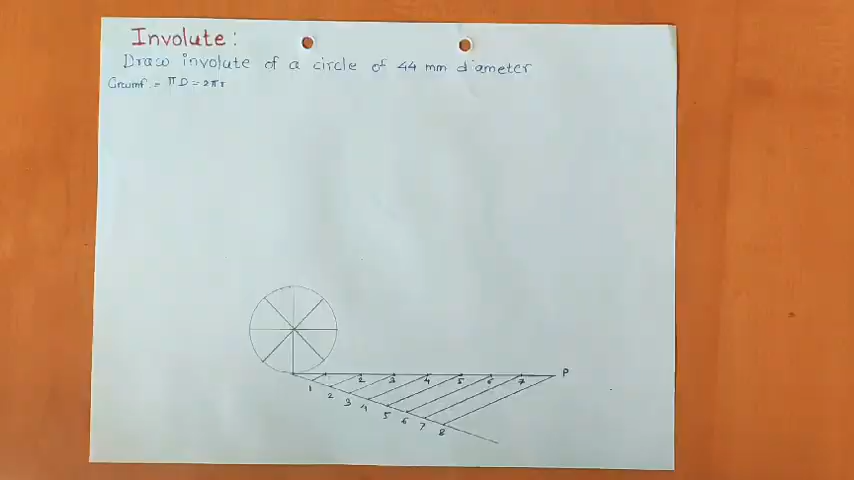 Involute:
Draw involute of a circle of 44 mm diameter
Circumf. = πD = 2πr
2 3 4 5 6 7 P
1 2 3 4 5 6 7 8